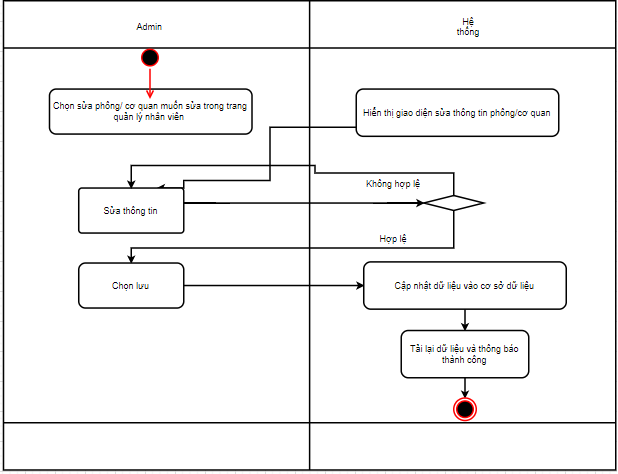 Admin
Hệ
thống
Chọn sửa phòng/ cơ quan muốn sửa trong trang
quản lý nhân viên
Hiển thị giao diện sửa thông tin phòng/cơ quan
Không hợp lệ
Sửa thông tin
Hợp lệ
Chọn lưu
Cập nhật dữ liệu vào cơ sở dữ liệu
Tải lại dữ liệu và thông báo
thành công